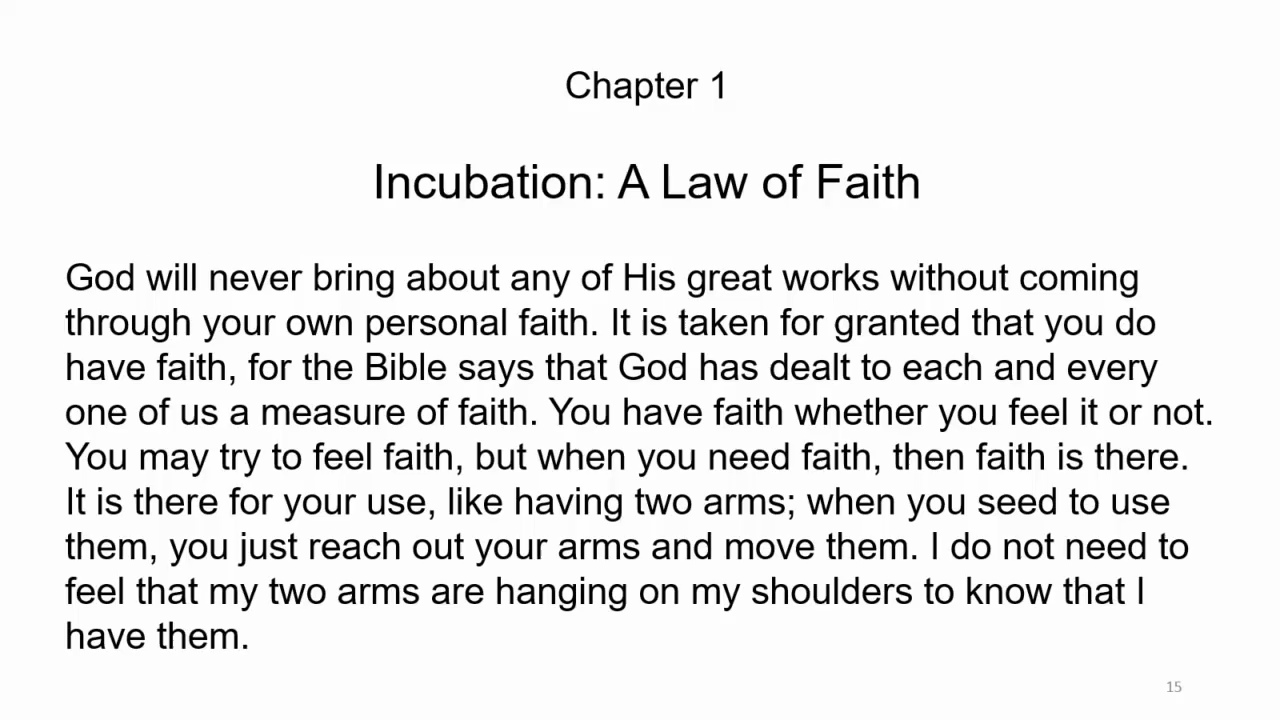 Chapter 1
Incubation: A Law of Faith
God will never bring about any of His great works without coming
through your own personal faith. It is taken for granted that you do
have faith, for the Bible says that God has dealt to each and every
one of us a measure of faith. You have faith whether you feel it or not.
You may try to feel faith, but when you need faith, then faith is there.
It is there for your use, like having two arms; when you seed to use
them, you just reach out your arms and move them. I do not need to
feel that my two arms are hanging on my shoulders to know that I
have them.
15